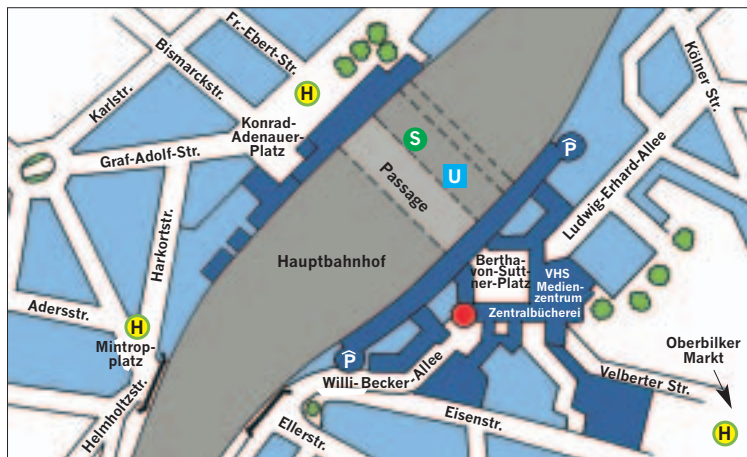 Fr.-Ebert-Str.
Bismarckstr.
Karlstr.
Kölner Str.
H
Konrad-
Adenauer-
Platz
S
P
Graf-Adolf-Str.
U
Passage
Ludwig-Erhard-Allee
Harkortstr.
Hauptbahnhof
Bertha-
von-Sutt-
ner-Platz
VHS
Medien-
zentrum
Zentralbücherei
Adersstr.
H
Mintrop-
platz
P
Oberbilker
Markt
Willi-Becker-Allee
Velberter Str.
Helmholtzstr.
Ellerstr.
Eisenstr.
H